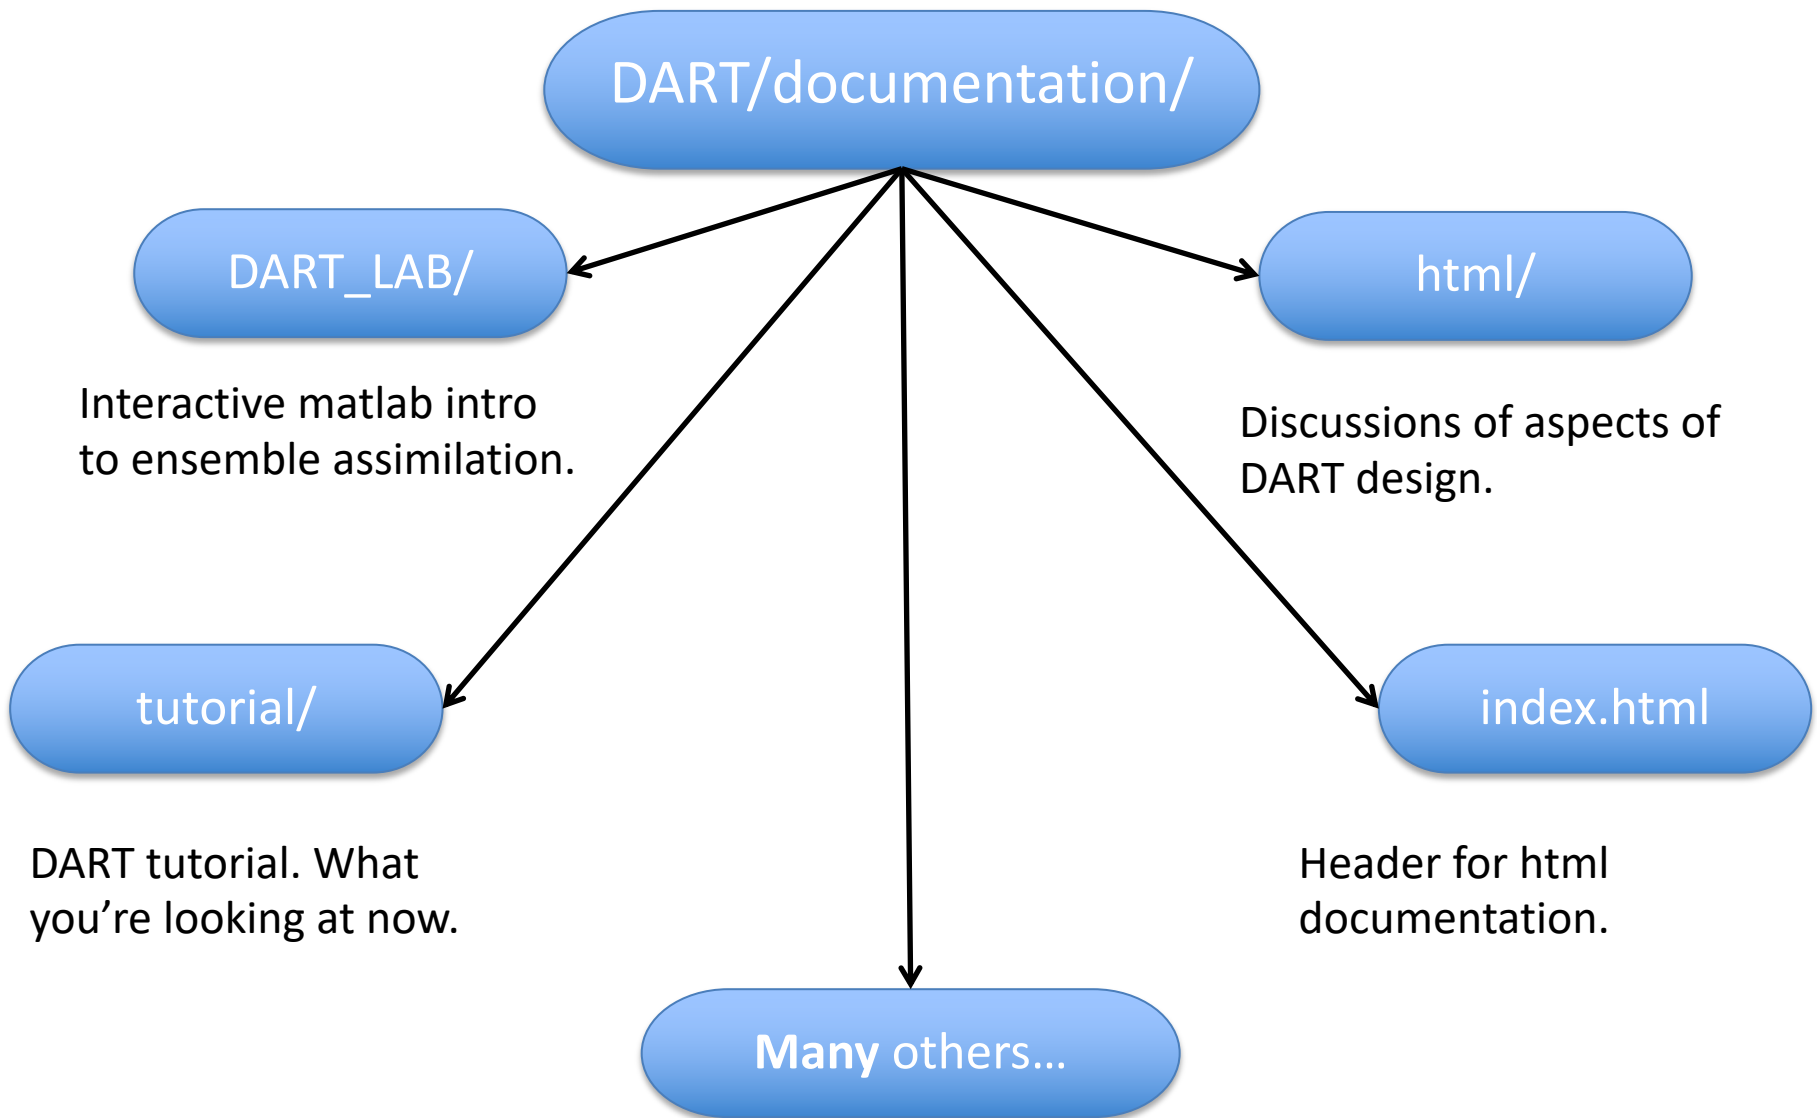 DART/documentation/
DART_LAB/
html/
Interactive matlab intro
to ensemble assimilation.
Discussions of aspects of
DART design.
tutorial/
index.html
DART tutorial. What
you’re looking at now.
Header for html
documentation.
Many others…